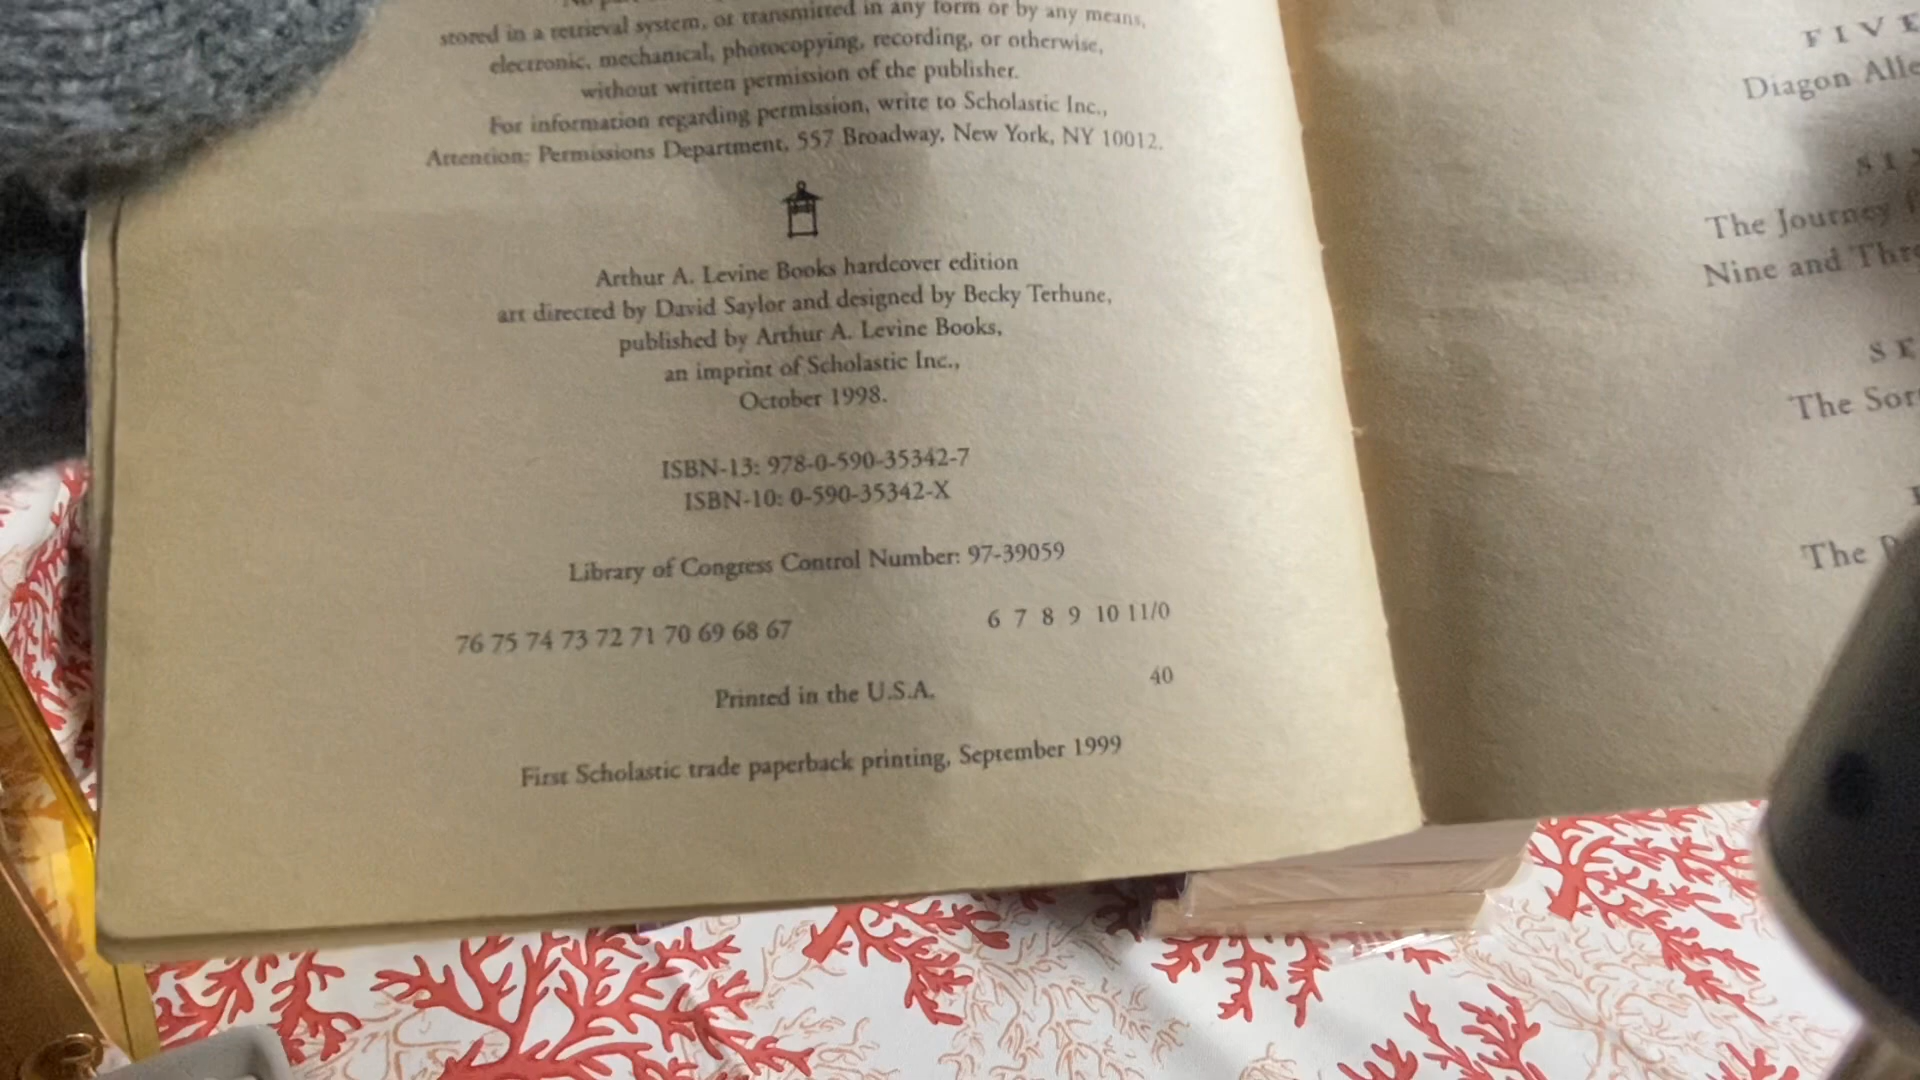 stored in a retrieval system, or transmitted in any form or by any means,
electronic, mechanical, photocopying, recording, or otherwise,
without written permission of the publisher.
For information regarding permission, write to Scholastic Inc.,
Attention: Permissions Department, 557 Broadway, New York, NY 10012.
Arthur A. Levine Books hardcover edition
art directed by David Saylor and designed by Becky Terhune,
published by Arthur A. Levine Books,
an imprint of Scholastic Inc.,
October 1998.
ISBN-13: 978-0-590-35342-7
ISBN-10: 0-590-35342-X
Library of Congress Control Number: 97-39059
76 75 74 73 72 71 70 69 68 67 6 7 8 9 10 11/0
40
Printed in the U.S.A.
First Scholastic trade paperback printing, September 1999
FIVE
Diagon
The Journey
Nine and
The
The